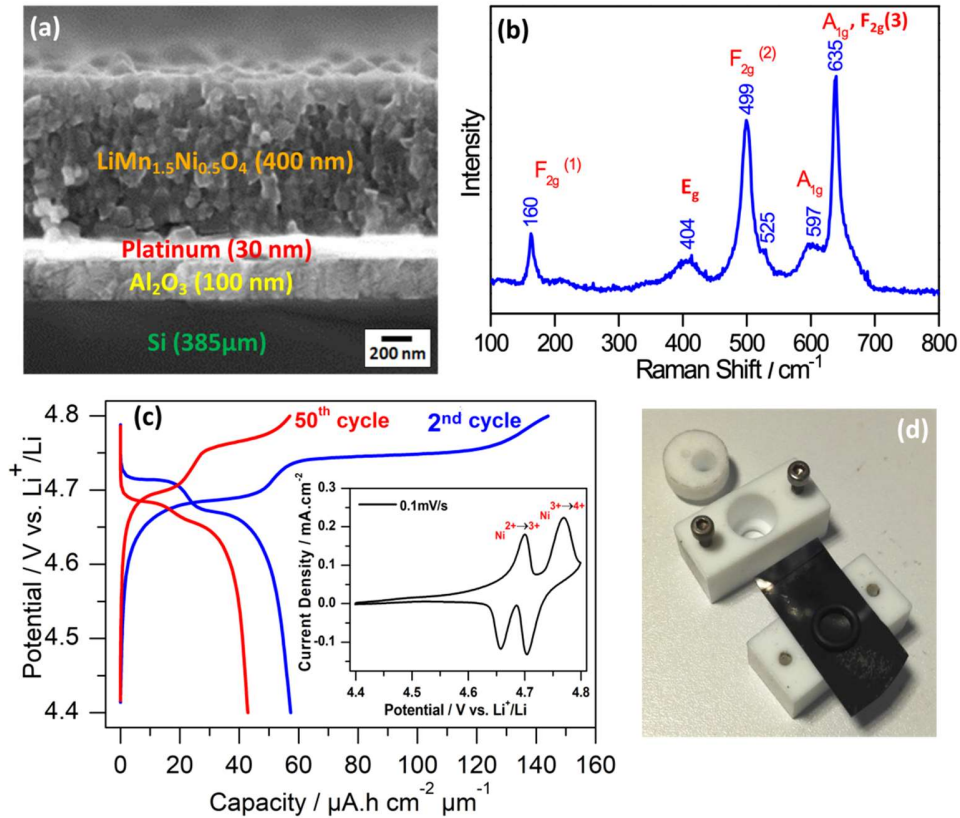 (a)
LiMn1.5Ni0.5O4 (400 nm)
Platinum (30 nm)
Al2O3 (100 nm)
Si (385µm)
200 nm
(b)
Intensity
F2g (1)
160
Eg
404
F2g (2)
499
525
A1g
597
A1g, F2g(3)
635
100 200 300 400 500 600 700 800
Raman Shift / cm-1
(c)
50th cycle
2nd cycle
Potential / V vs. Li+/Li
4.8
4.7
4.6
4.5
4.4
0 20 40 60 80 100 120 140 160
Capacity / µA.h cm-2 µm-1
0.1mV/s
Ni2+→3+
Ni3+→4+
Current Density / mA.cm-2
0.3
0.2
0.1
0.0
-0.1
4.4 4.5 4.6 4.7 4.8
Potential / V vs. Li+/Li
(d)